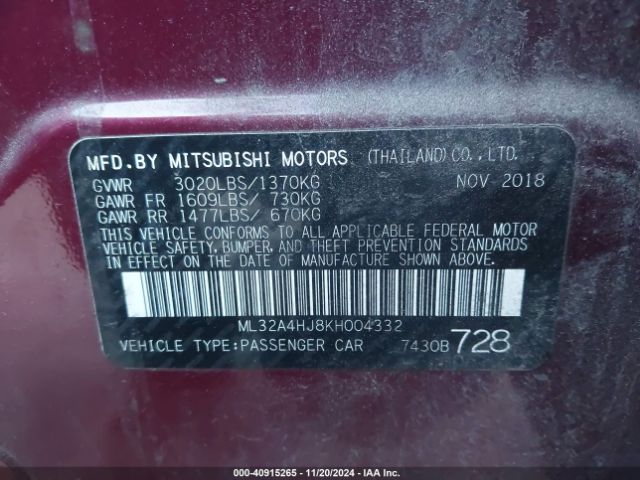 MFD.BY MITSUBISHI MOTORS (THAILAND)CO.,LTD.
GVWR 3020LBS/1370KG NOV 2018
GAWR FR 1609LBS/ 730KG
GAWR RR 1477LBS/ 670KG
THIS VEHICLE CONFORMS TO ALL APPLICABLE FEDERAL MOTOR
VEHICLE SAFETY, BUMPER, AND THEFT PREVENTION STANDARDS
IN EFFECT ON THE DATE OF MANUFACTURE SHOWN ABOVE.
ML32A4HJ8KH004332
VEHICLE TYPE:PASSENGER CAR 7430B 728
000-40915265 - 11/20/2024 - IAA Inc.